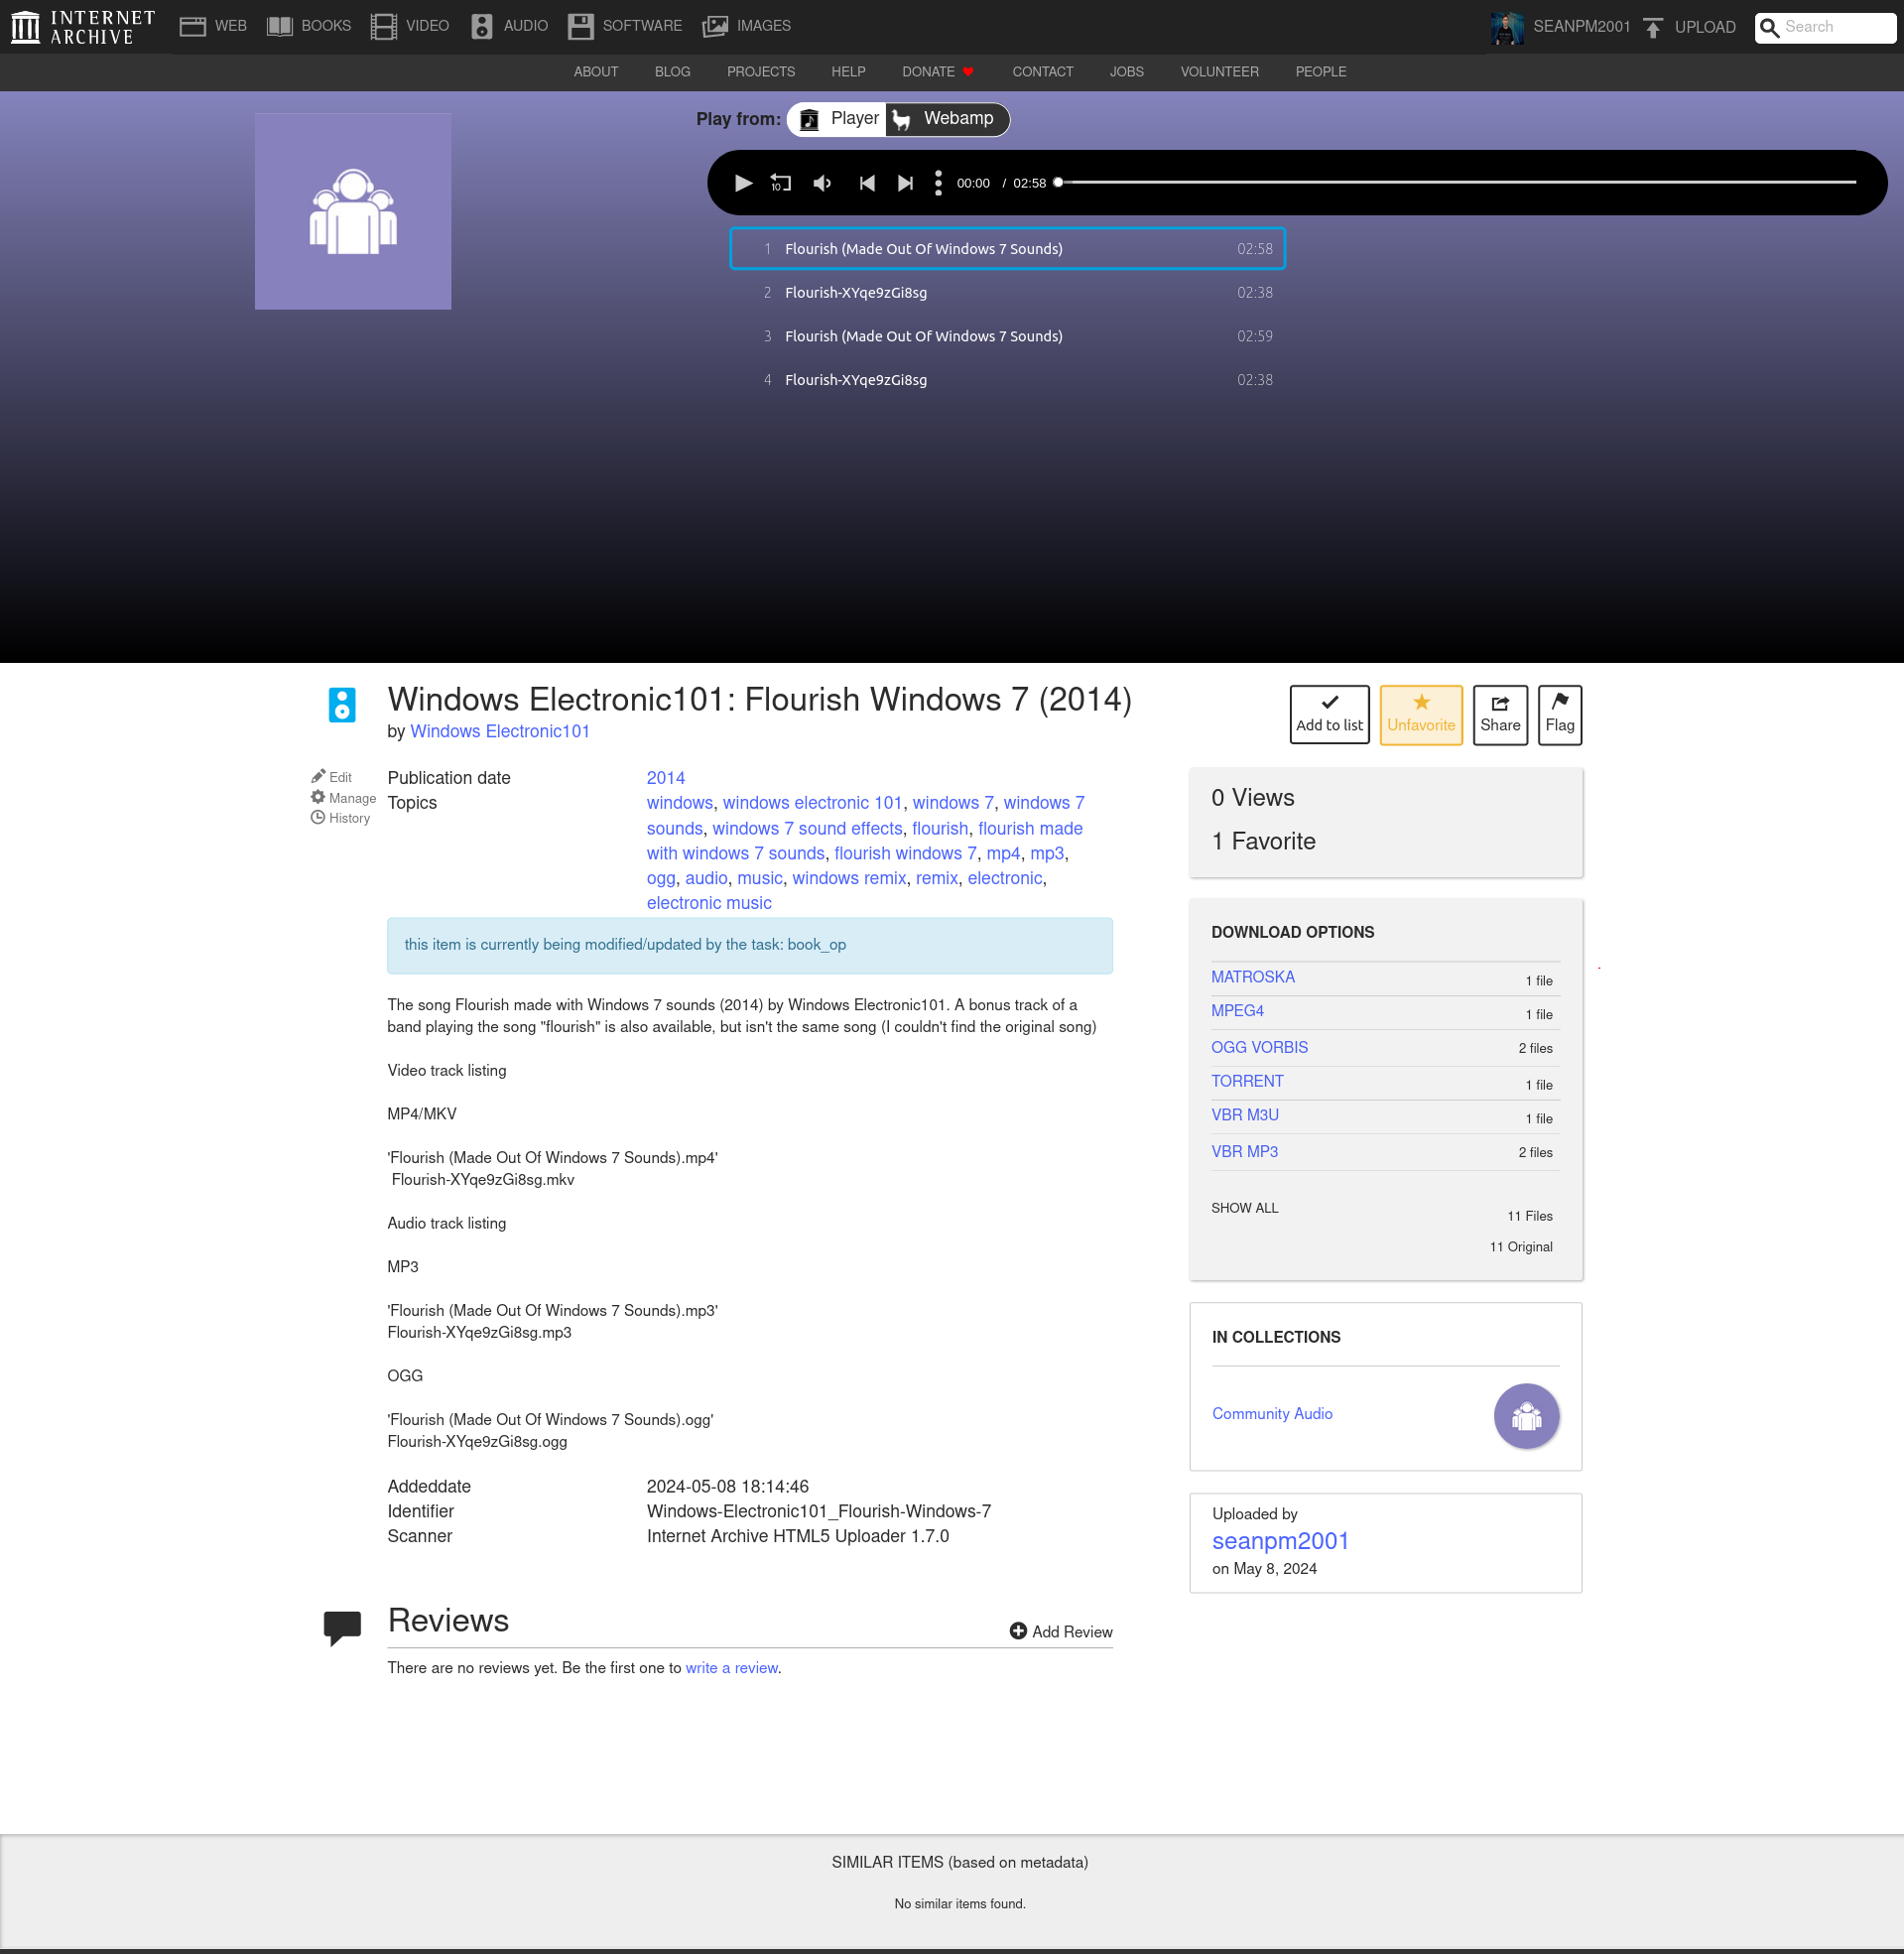 INTERNET ARCHIVE
WEB BOOKS VIDEO AUDIO SOFTWARE IMAGES
SEANPM2001 UPLOAD Search
ABOUT BLOG PROJECTS HELP DONATE CONTACT JOBS VOLUNTEER PEOPLE
Play from: Player Webamp
10 00:00 / 02:58
1 Flourish (Made Out Of Windows 7 Sounds) 02:58
2 Flourish-XYqe9zGi8sg 02:38
3 Flourish (Made Out Of Windows 7 Sounds) 02:59
4 Flourish-XYqe9zGi8sg 02:38
Windows Electronic101: Flourish Windows 7 (2014)
by Windows Electronic101
Add to list Unfavorite Share Flag
Edit
Manage
History
Publication date 2014
Topics windows, windows electronic 101, windows 7, windows 7
sounds, windows 7 sound effects, flourish, flourish made
with windows 7 sounds, flourish windows 7, mp4, mp3,
ogg, audio, music, windows remix, remix, electronic,
electronic music
this item is currently being modified/updated by the task: book_op
The song Flourish made with Windows 7 sounds (2014) by Windows Electronic101. A bonus track of a
band playing the song "flourish" is also available, but isn't the same song (I couldn't find the original song)
Video track listing
MP4/MKV
'Flourish (Made Out Of Windows 7 Sounds).mp4'
Flourish-XYqe9zGi8sg.mkv
Audio track listing
MP3
'Flourish (Made Out Of Windows 7 Sounds).mp3'
Flourish-XYqe9zGi8sg.mp3
OGG
'Flourish (Made Out Of Windows 7 Sounds).ogg'
Flourish-XYqe9zGi8sg.ogg
Addeddate 2024-05-08 18:14:46
Identifier Windows-Electronic101_Flourish-Windows-7
Scanner Internet Archive HTML5 Uploader 1.7.0
Reviews
Add Review
There are no reviews yet. Be the first one to write a review.
0 Views
1 Favorite
DOWNLOAD OPTIONS
MATROSKA 1 file
MPEG4 1 file
OGG VORBIS 2 files
TORRENT 1 file
VBR M3U 1 file
VBR MP3 2 files
SHOW ALL 11 Files
11 Original
IN COLLECTIONS
Community Audio
Uploaded by
seanpm2001
on May 8, 2024
SIMILAR ITEMS (based on metadata)
No similar items found.